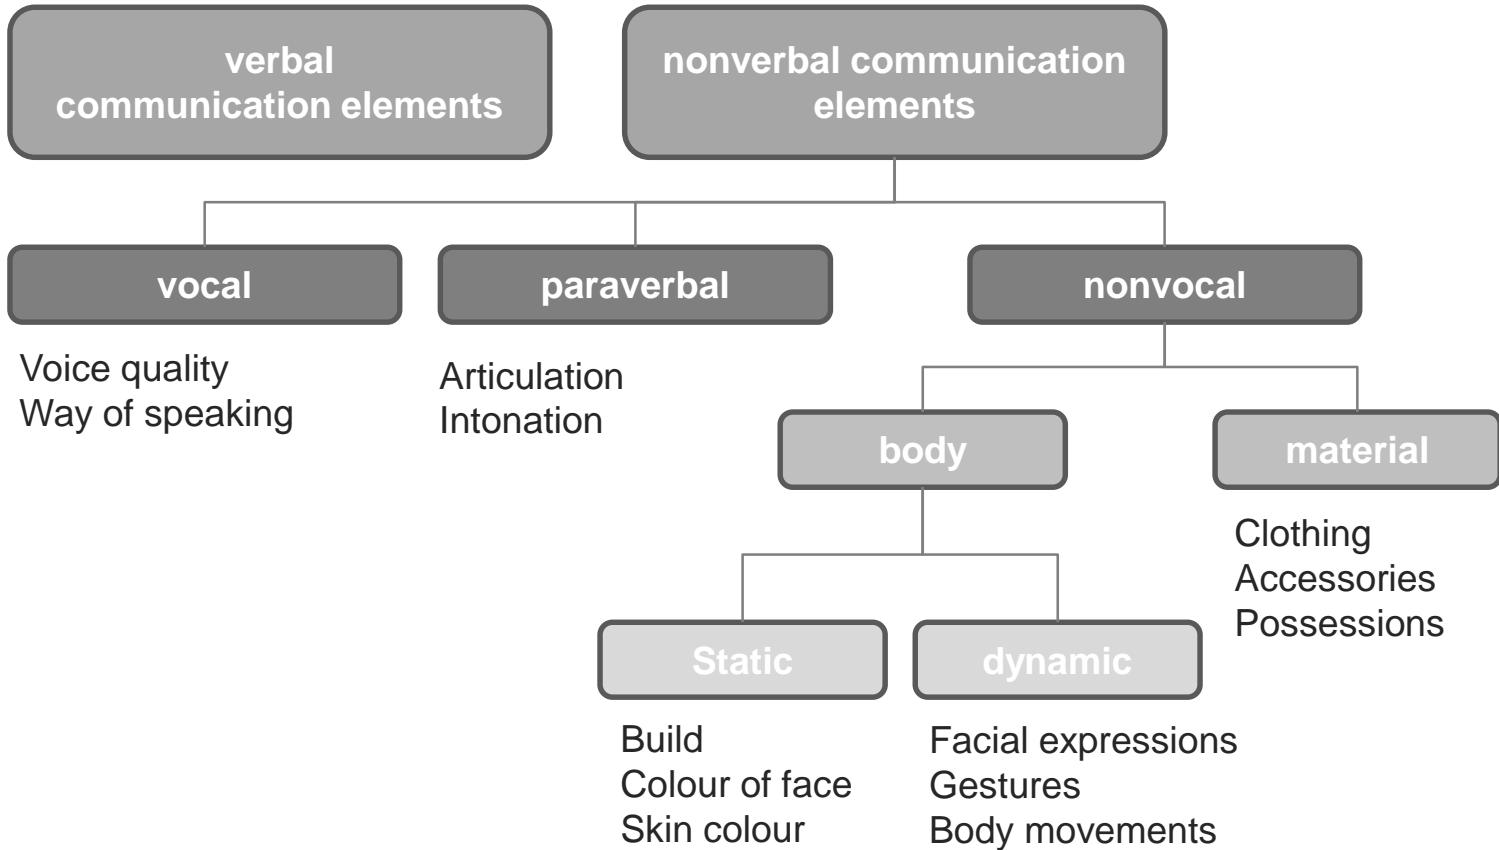 verbal
communication elements
nonverbal communication
elements
vocal
paraverbal
nonvocal
Voice quality
Way of speaking
Articulation
Intonation
body
material
Clothing
Accessories
Possessions
Static
dynamic
Build
Colour of face
Skin colour
Facial expressions
Gestures
Body movements